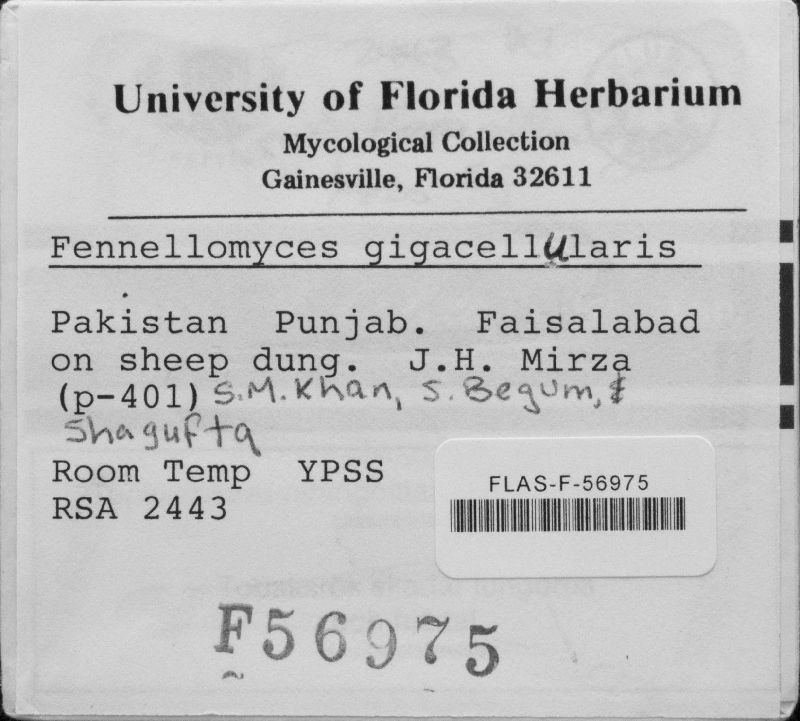 University of Florida Herbarium
Mycological Collection
Gainesville, Florida 32611
Fennellomyces gigacellularis
Pakistan Punjab. Faisalabad
on sheep dung. J.H. Mirza
(p-401) S.M. Khan, S. Begum, &
Shagufta
Room Temp YPSS
RSA 2443
FLAS-F-56975
F56975